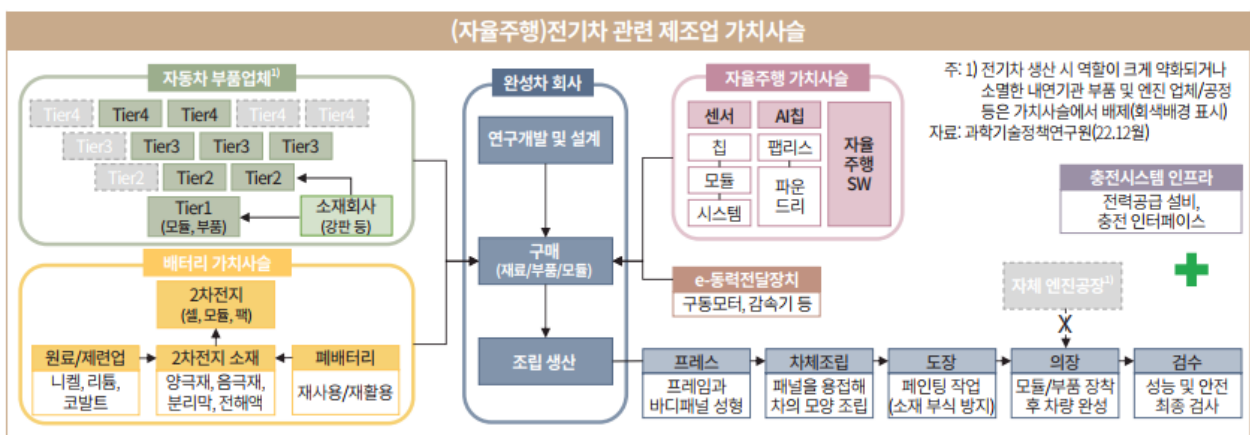 (자율주행)전기차 관련 제조업 가치사슬
자동차 부품업체1)
Tier4 Tier4 Tier4 Tier4 Tier4
Tier3 Tier3 Tier3 Tier3
Tier2 Tier2 Tier2
Tier1
(모듈, 부품)
소재회사
(강판 등)
배터리 가치사슬
2차전지
(셀, 모듈, 팩)
원료/제련업
니켈, 리튬,
코발트
2차전지 소재
양극재, 음극재,
분리막, 전해액
폐배터리
재사용/재활용
완성차 회사
연구개발 및 설계
구매
(재료/부품/모듈)
조립 생산
자율주행 가치사슬
센서
칩
모듈
시스템
AI칩
팹리스
파운
드리
자율
주행
SW
e-동력전달장치
구동모터, 감속기 등
주: 1) 전기차 생산 시 역할이 크게 약화되거나
소멸한 내연기관 부품 및 엔진 업체/공정
등은 가치사슬에서 배제(회색배경 표시)
자료: 과학기술정책연구원(22.12월)
충전시스템 인프라
전력공급 설비,
충전 인터페이스
자체 엔진공장1)
X
프레스
프레임과
바디패널 성형
차체조립
패널을 용접해
차의 모양 조립
도장
페인팅 작업
(소재 부식 방지)
의장
모듈/부품 장착
후 차량 완성
검수
성능 및 안전
최종 검사